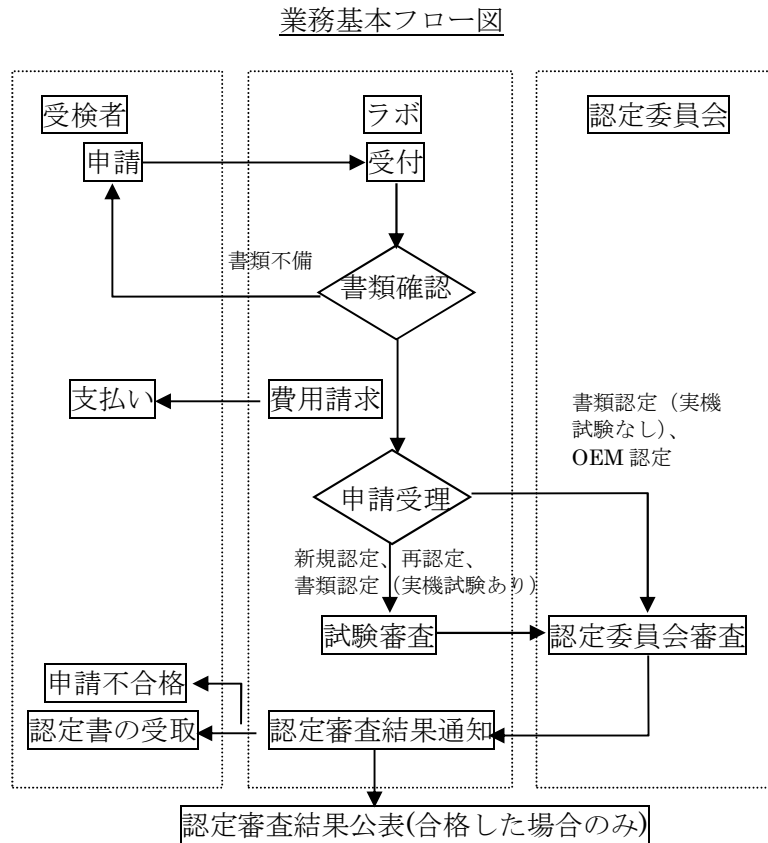 業務基本フロー図
受検者
ラボ
認定委員会
申請
受付
書類不備
書類確認
支払い
費用請求
書類認定（実機
試験なし）、
OEM 認定
申請受理
新規認定、再認定、
書類認定（実機試験あり）
試験審査
認定委員会審査
申請不合格
認定書の受取
認定審査結果通知
認定審査結果公表(合格した場合のみ)